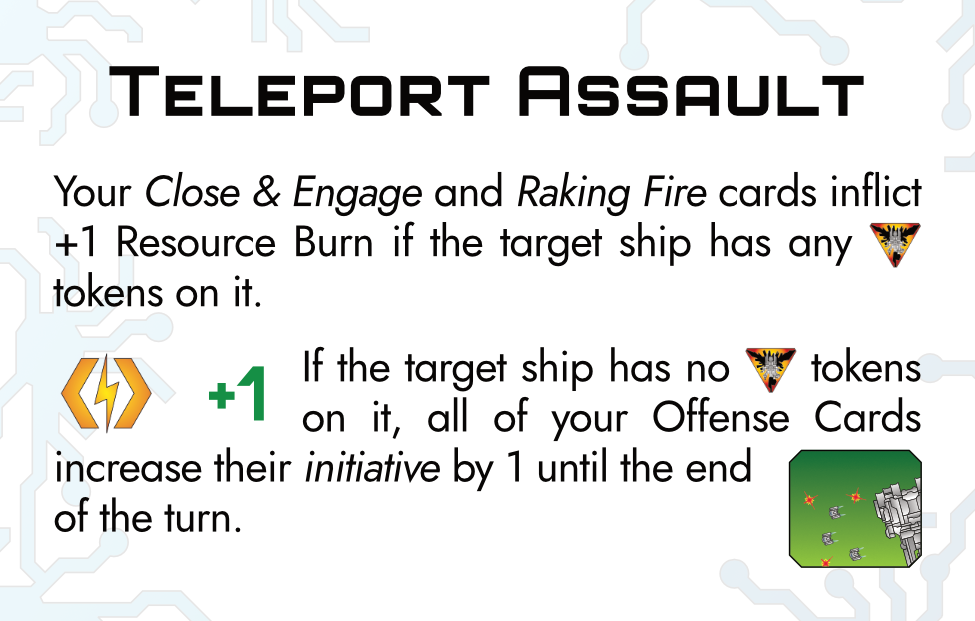 Teleport Assault
Your Close & Engage and Raking Fire cards inflict
+1 Resource Burn if the target ship has any
tokens on it.
+1 If the target ship has no tokens
on it, all of your Offense Cards
increase their initiative by 1 until the end
of the turn.